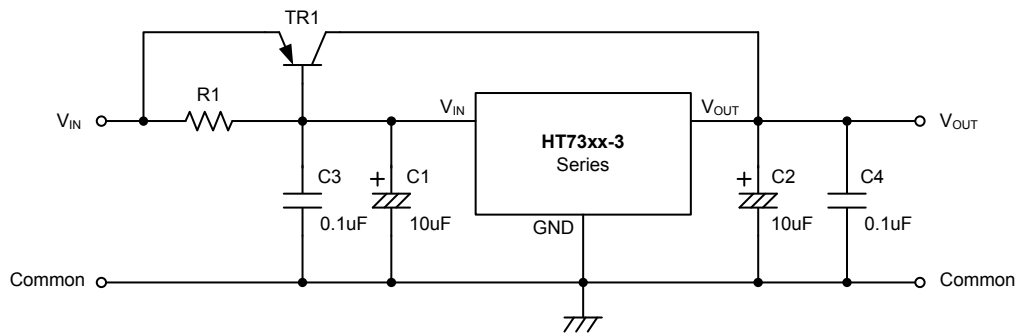 TR1
R1
VIN
VIN
HT73xx-3
Series
VOUT
VOUT
C3
0.1uF
+
C1
10uF
GND
+
C2
10uF
C4
0.1uF
Common
Common